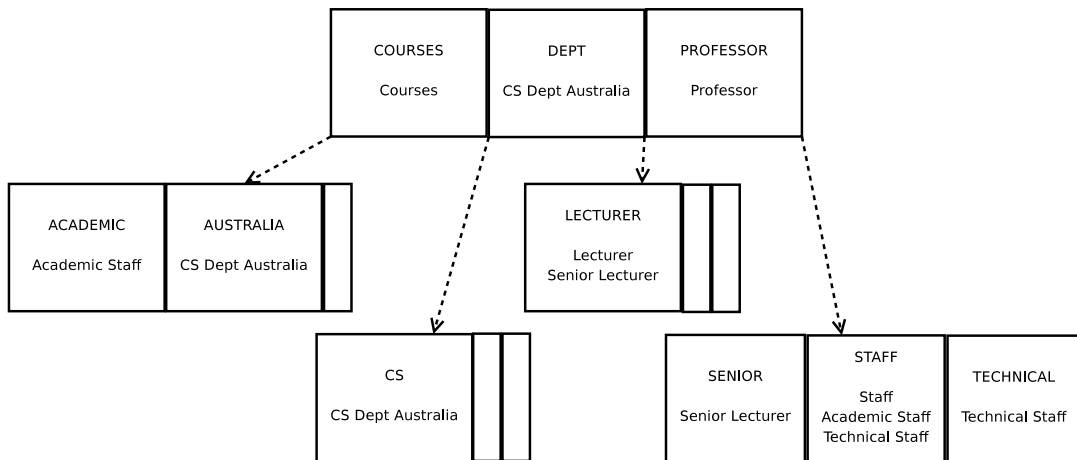 COURSES
Courses
DEPT
CS Dept Australia
PROFESSOR
Professor
ACADEMIC
Academic Staff
AUSTRALIA
CS Dept Australia
LECTURER
Lecturer
Senior Lecturer
CS
CS Dept Australia
SENIOR
Senior Lecturer
STAFF
Staff
Academic Staff
Technical Staff
TECHNICAL
Technical Staff